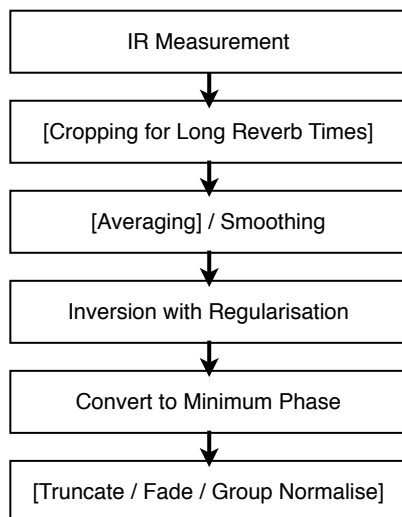 IR Measurement
[Cropping for Long Reverb Times]
[Averaging] / Smoothing
Inversion with Regularisation
Convert to Minimum Phase
[Truncate / Fade / Group Normalise]